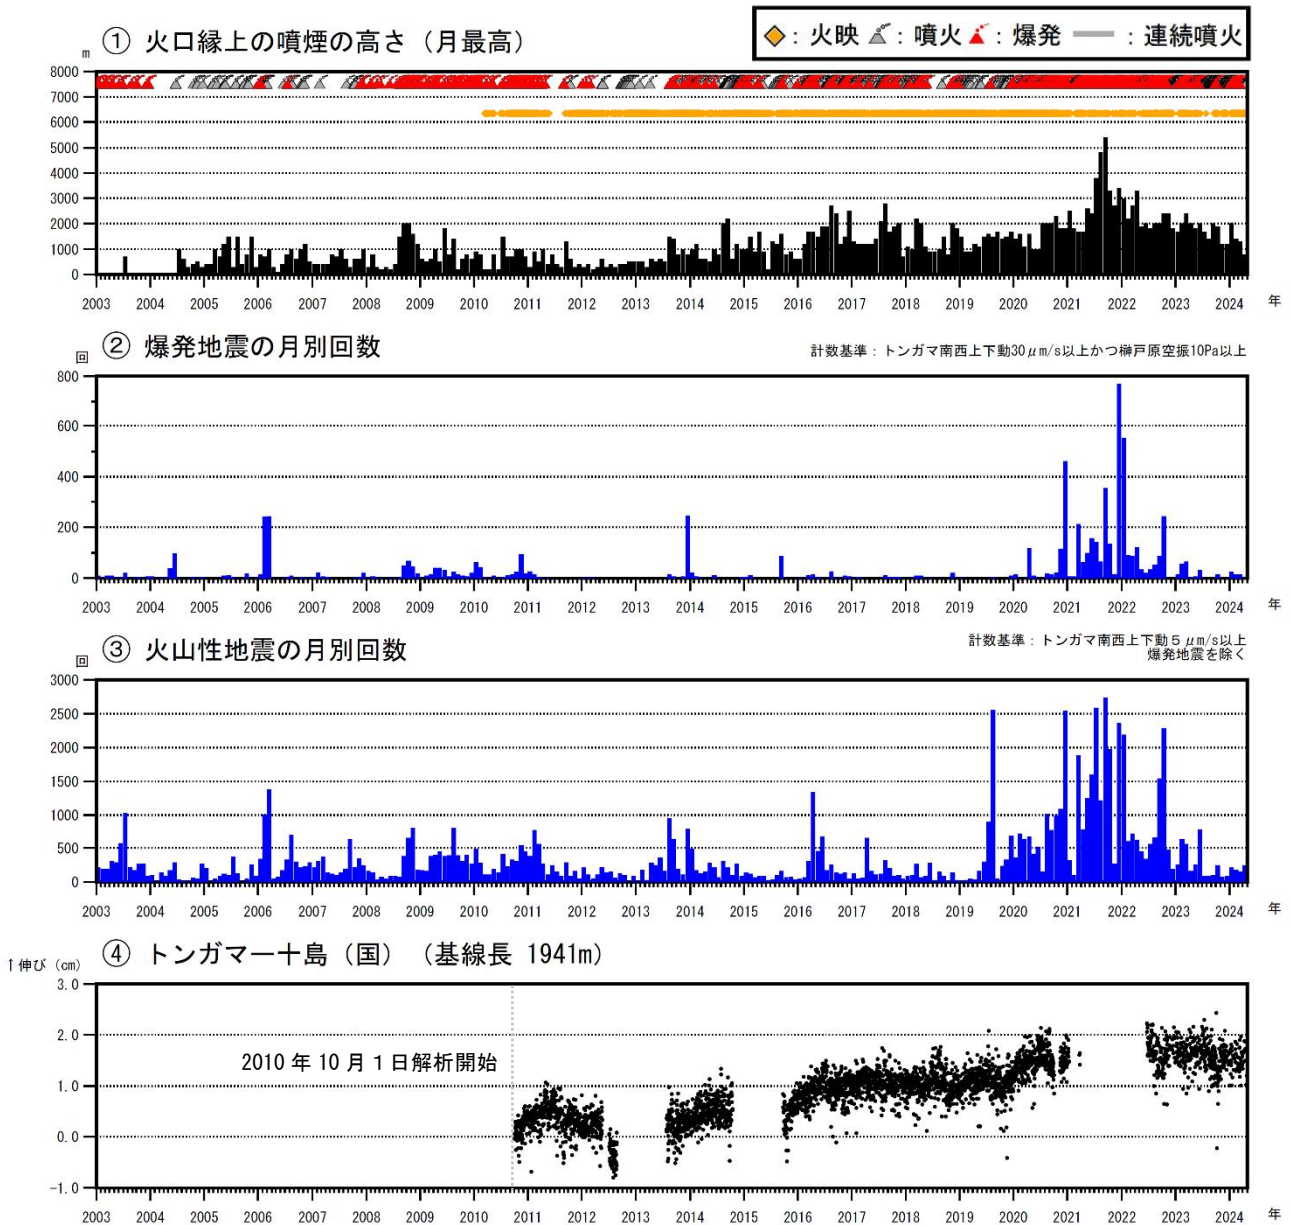 ◆：火映 ：噴火 ：爆発 ：連続噴火
① 火口縁上の噴煙の高さ（月最高）
m
8000
7000
6000
5000
4000
3000
2000
1000
0
2003 2004 2005 2006 2007 2008 2009 2010 2011 2012 2013 2014 2015 2016 2017 2018 2019 2020 2021 2022 2023 2024 年
② 爆発地震の月別回数
計数基準：トンガマ南西上下動30μm/s以上かつ榊戸原空振10Pa以上
回
800
600
400
200
0
2003 2004 2005 2006 2007 2008 2009 2010 2011 2012 2013 2014 2015 2016 2017 2018 2019 2020 2021 2022 2023 2024 年
③ 火山性地震の月別回数
計数基準：トンガマ南西上下動５μm/s以上
爆発地震を除く
回
3000
2500
2000
1500
1000
500
0
2003 2004 2005 2006 2007 2008 2009 2010 2011 2012 2013 2014 2015 2016 2017 2018 2019 2020 2021 2022 2023 2024 年
④ トンガマー十島（国）（基線長 1941m）
↑伸び（cm）
3.0
2.0
1.0
0.0
-1.0
2010 年 10 月 1 日解析開始
2003 2004 2005 2006 2007 2008 2009 2010 2011 2012 2013 2014 2015 2016 2017 2018 2019 2020 2021 2022 2023 2024 年